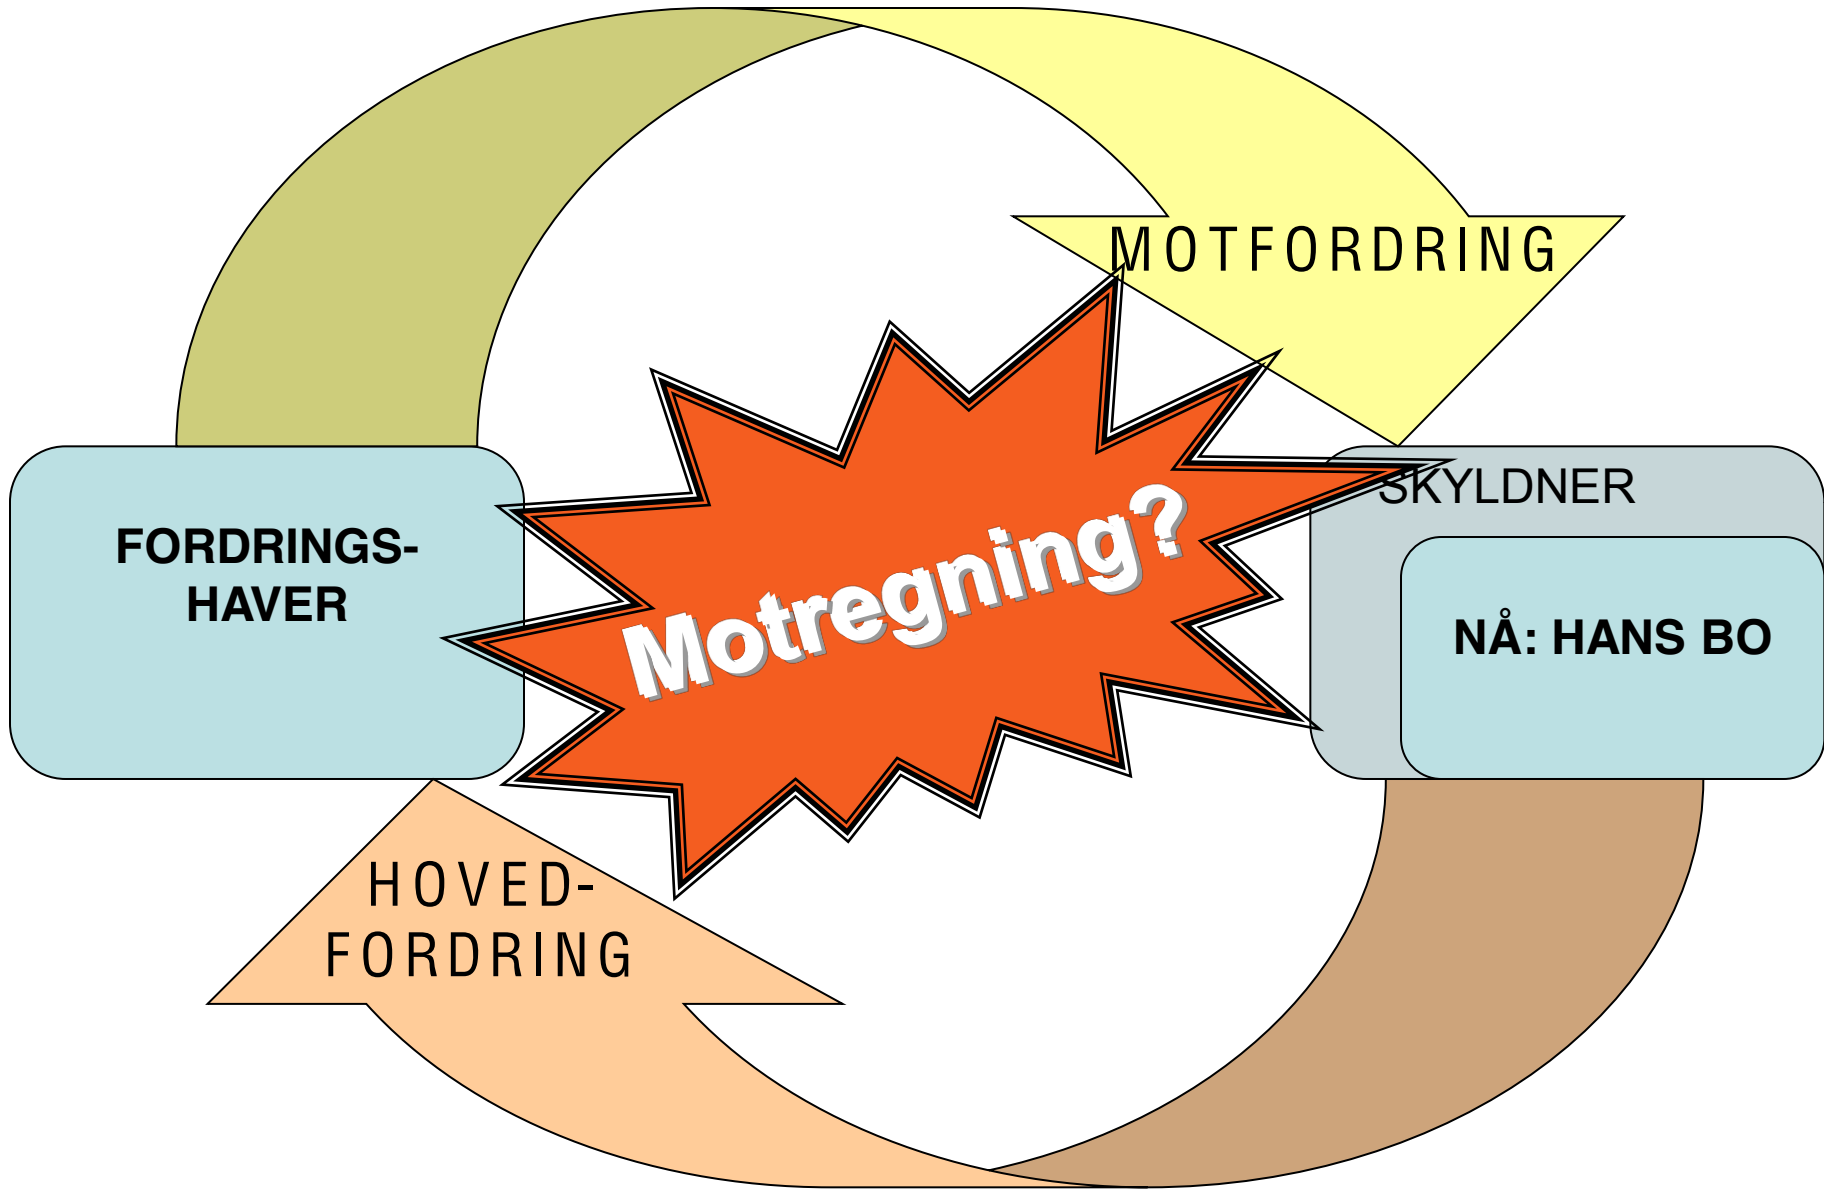 MOTFORDRING
SKYLDNER
FORDRINGS-
HAVER
Motregning?
NÅ: HANS BO
HOVED-
FORDRING